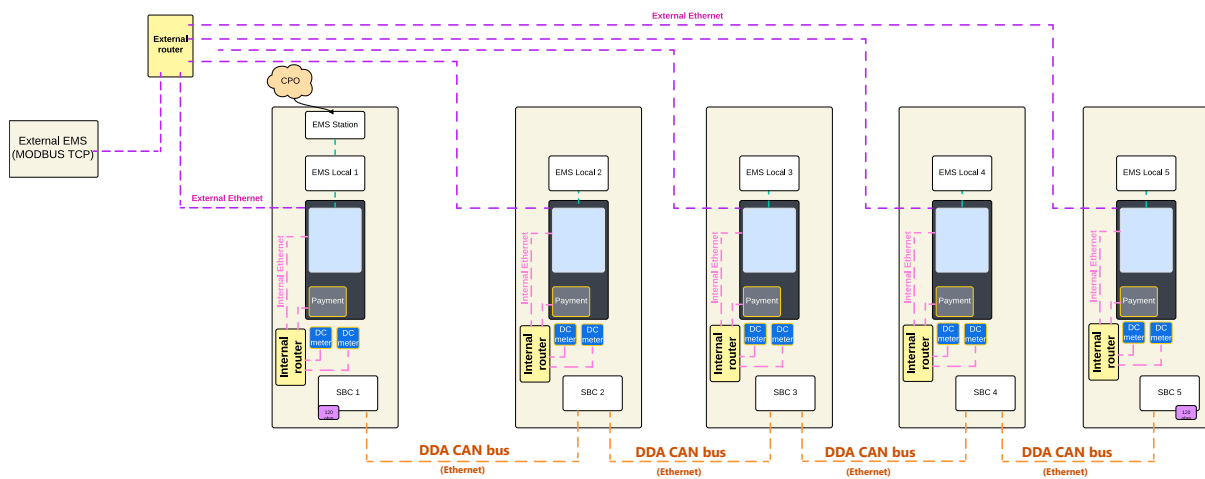 External Ethernet
External
router
CPO
EMS Station
External EMS
(MODBUS TCP)
EMS Local 1
EMS Local 2
EMS Local 3
EMS Local 4
EMS Local 5
External Ethernet
Internal Ethernet
Internal Ethernet
Internal Ethernet
Internal Ethernet
Internal Ethernet
Payment
Payment
Payment
Payment
Payment
Internal
router
DC
meter
DC
meter
Internal
router
DC
meter
DC
meter
Internal
router
DC
meter
DC
meter
Internal
router
DC
meter
DC
meter
Internal
router
DC
meter
DC
meter
SBC 1
SBC 2
SBC 3
SBC 4
SBC 5
120
ohm
120
ohm
DDA CAN bus
(Ethernet)
DDA CAN bus
(Ethernet)
DDA CAN bus
(Ethernet)
DDA CAN bus
(Ethernet)